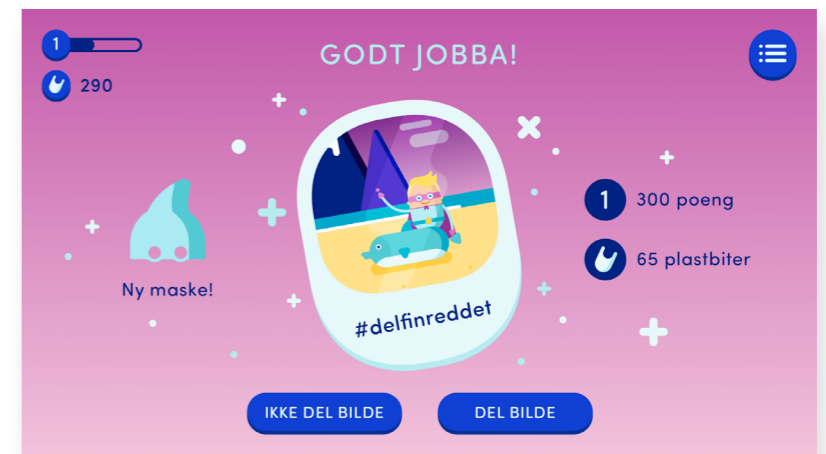 1
290
GODT JOBBA!
Ny maske!
#delfinreddet
1 300 poeng
65 plastbiter
IKKE DEL BILDE
DEL BILDE